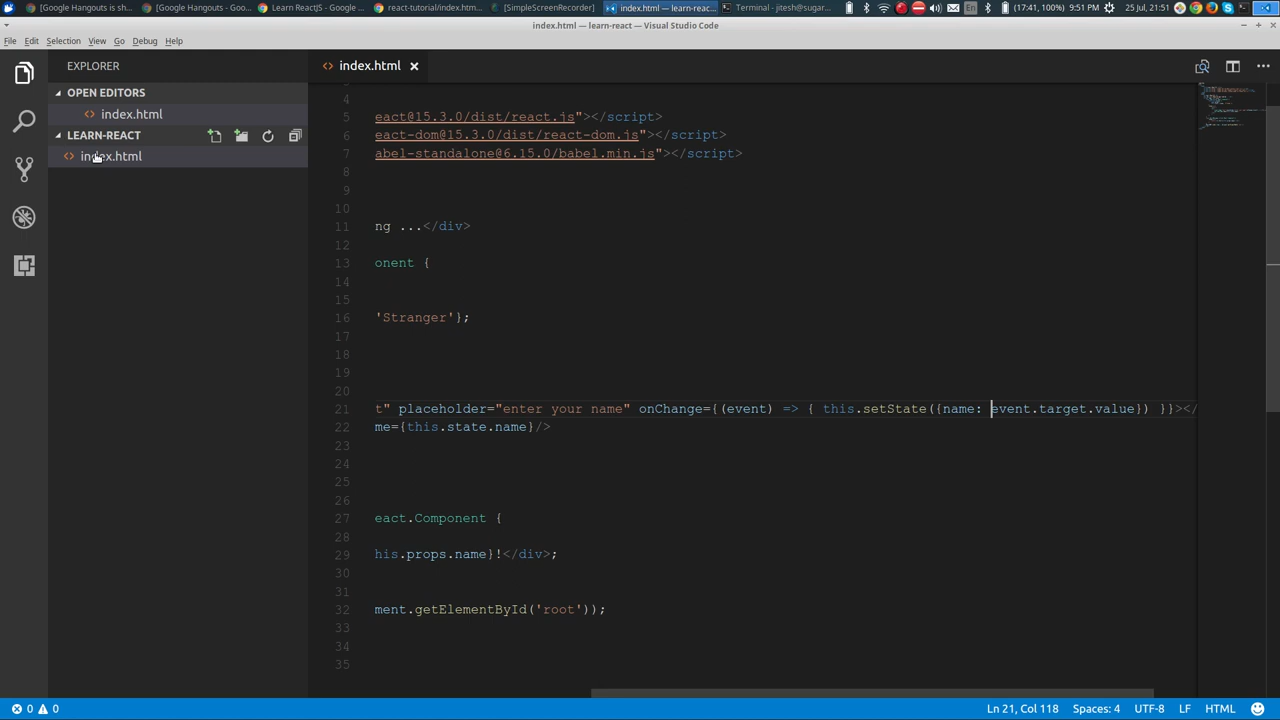 [Google Hangouts is sh...
[Google Hangouts - Goo...
Learn ReactJS - Google ...
react-tutorial/index.htm...
[SimpleScreenRecorder]
index.html — learn-reac...
Terminal - jitesh@sugar...
En
(17:41, 100%)
9:51 PM
25 Jul, 21:51
index.html — learn-react — Visual Studio Code
File Edit Selection View Go Debug Help
EXPLORER
OPEN EDITORS
index.html
LEARN-REACT
index.html
index.html
4
5 eact@15.3.0/dist/react.js"></script>
6 eact-dom@15.3.0/dist/react-dom.js"></script>
7 abel-standalone@6.15.0/babel.min.js"></script>
8
9
10
11 ng ...</div>
12
13 onent {
14
15
16 'Stranger'};
17
18
19
20
21 t" placeholder="enter your name" onChange={(event) => { this.setState({name: event.target.value}) }}></
22 me={this.state.name}/>
23
24
25
26
27 eact.Component {
28
29 his.props.name}!</div>;
30
31
32 ment.getElementById('root'));
33
34
35
0 0
Ln 21, Col 118 Spaces: 4 UTF-8 LF HTML